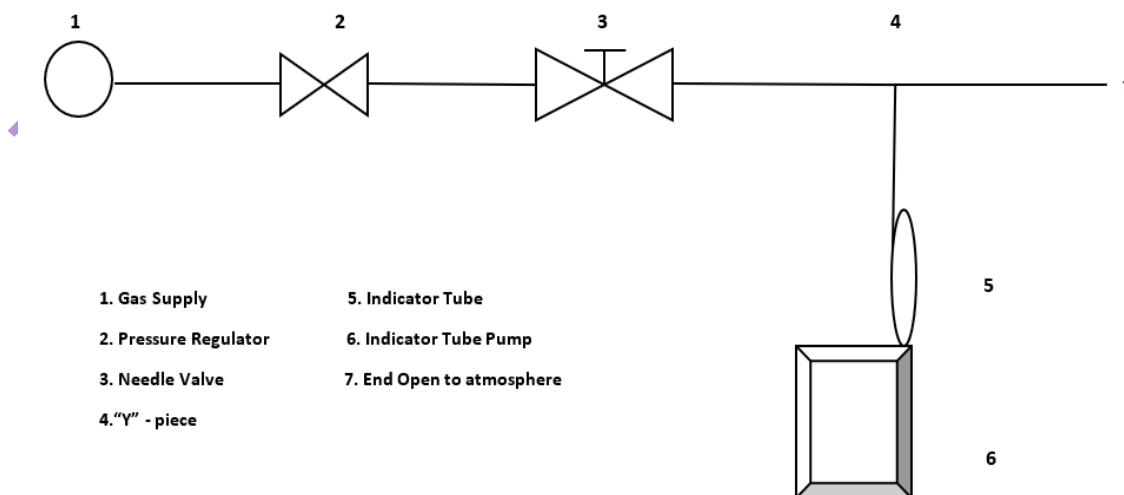 1 2 3 4
5
1. Gas Supply 5. Indicator Tube
2. Pressure Regulator 6. Indicator Tube Pump
3. Needle Valve 7. End Open to atmosphere
4.“Y” - piece
6